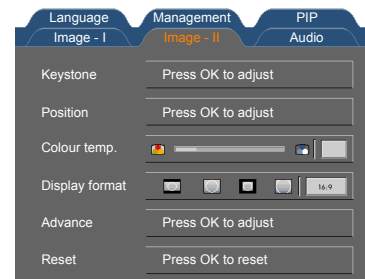 Language Management PIP
Image - I Image - II Audio
Keystone Press OK to adjust
Position Press OK to adjust
Colour temp.
Display format 16:9
Advance Press OK to adjust
Reset Press OK to reset